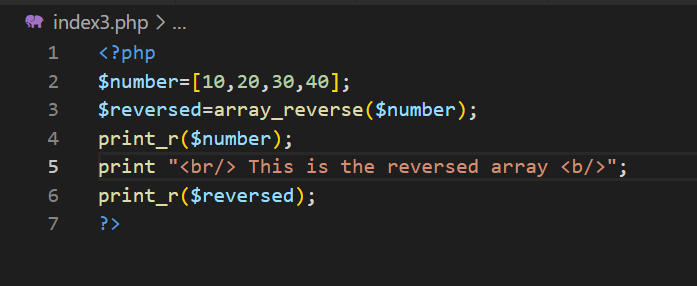 index3.php > ...
1 <?php
2 $number=[10,20,30,40];
3 $reversed=array_reverse($number);
4 print_r($number);
5 print "<br/> This is the reversed array <b/>";
6 print_r($reversed);
7 ?>